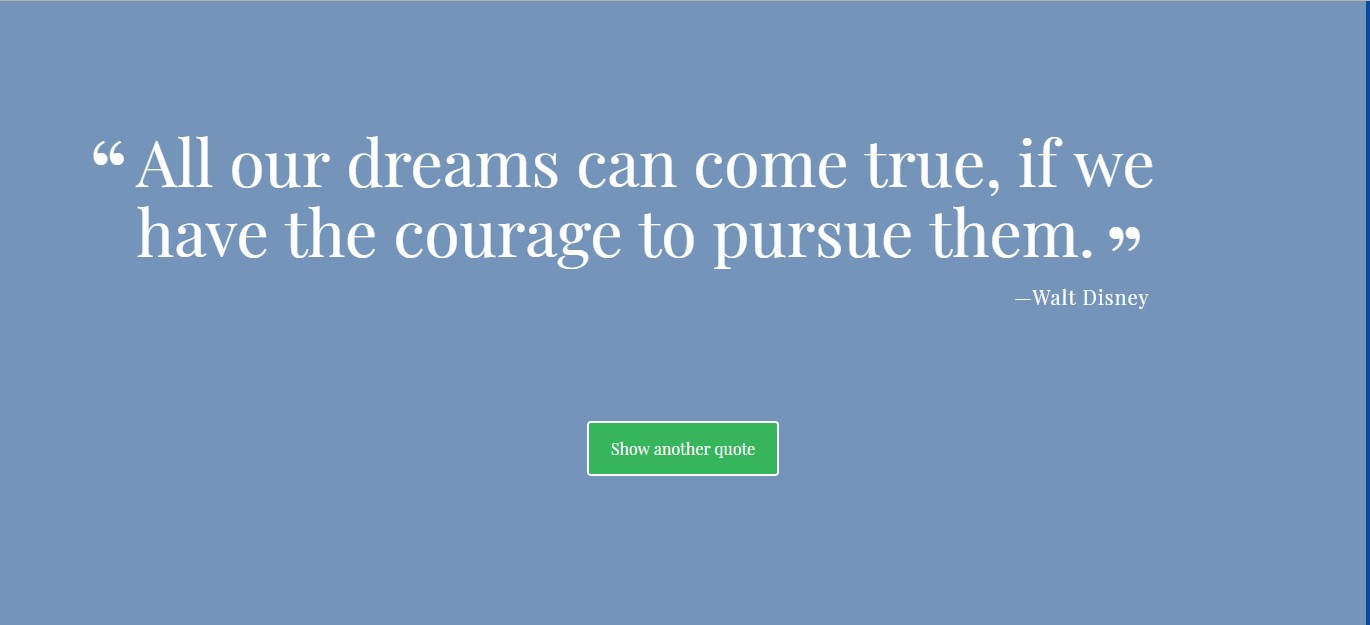 “ All our dreams can come true, if we
have the courage to pursue them. ”
—Walt Disney
Show another quote